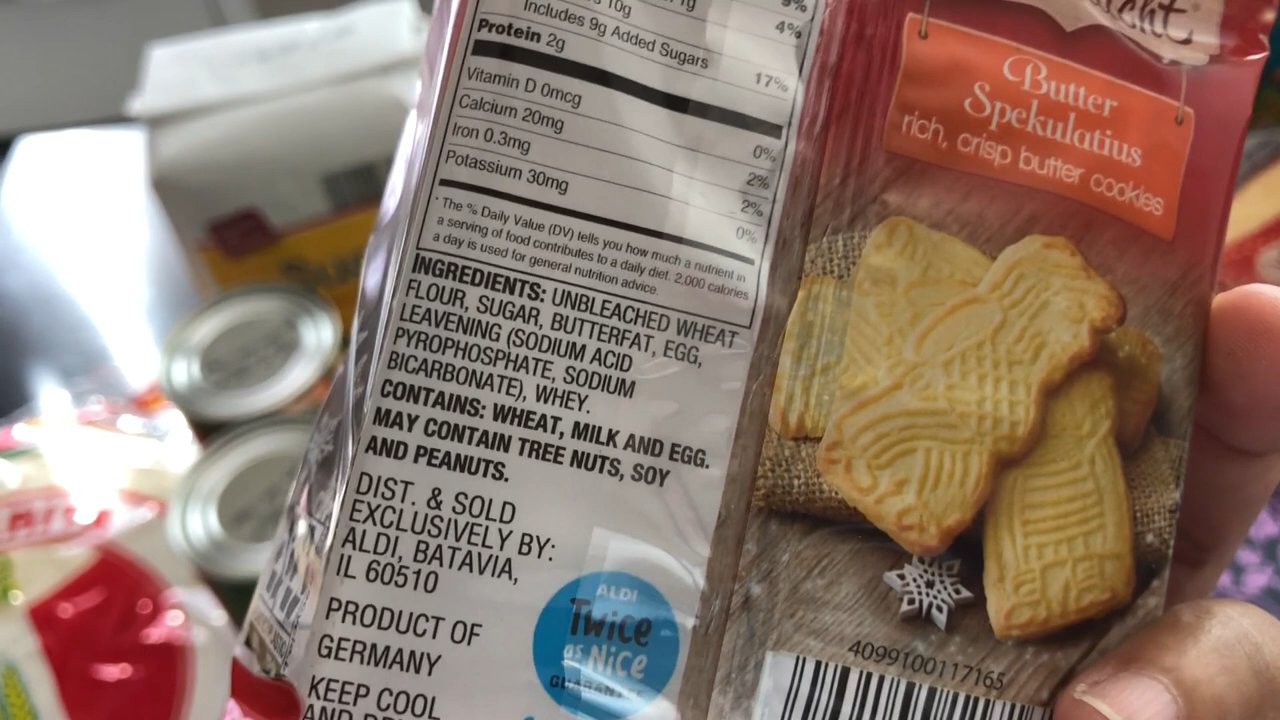 10g
1g
9%
4%
Includes 9g Added Sugars
17%
Protein 2g
Vitamin D 0mcg
0%
Calcium 20mg
2%
Iron 0.3mg
2%
Potassium 30mg
0%
* The % Daily Value (DV) tells you how much a nutrient in
a serving of food contributes to a daily diet. 2,000 calories
a day is used for general nutrition advice.
INGREDIENTS: UNBLEACHED WHEAT
FLOUR, SUGAR, BUTTERFAT, EGG,
LEAVENING (SODIUM ACID
PYROPHOSPHATE, SODIUM
BICARBONATE), WHEY.
CONTAINS: WHEAT, MILK AND EGG.
MAY CONTAIN TREE NUTS, SOY
AND PEANUTS.
DIST. & SOLD
EXCLUSIVELY BY:
ALDI, BATAVIA,
IL 60510
PRODUCT OF
GERMANY
KEEP COOL
ALDI
Twice
as Nice
GUARANTEE
Butter
Spekulatius
rich, crisp butter cookies
4099100117165